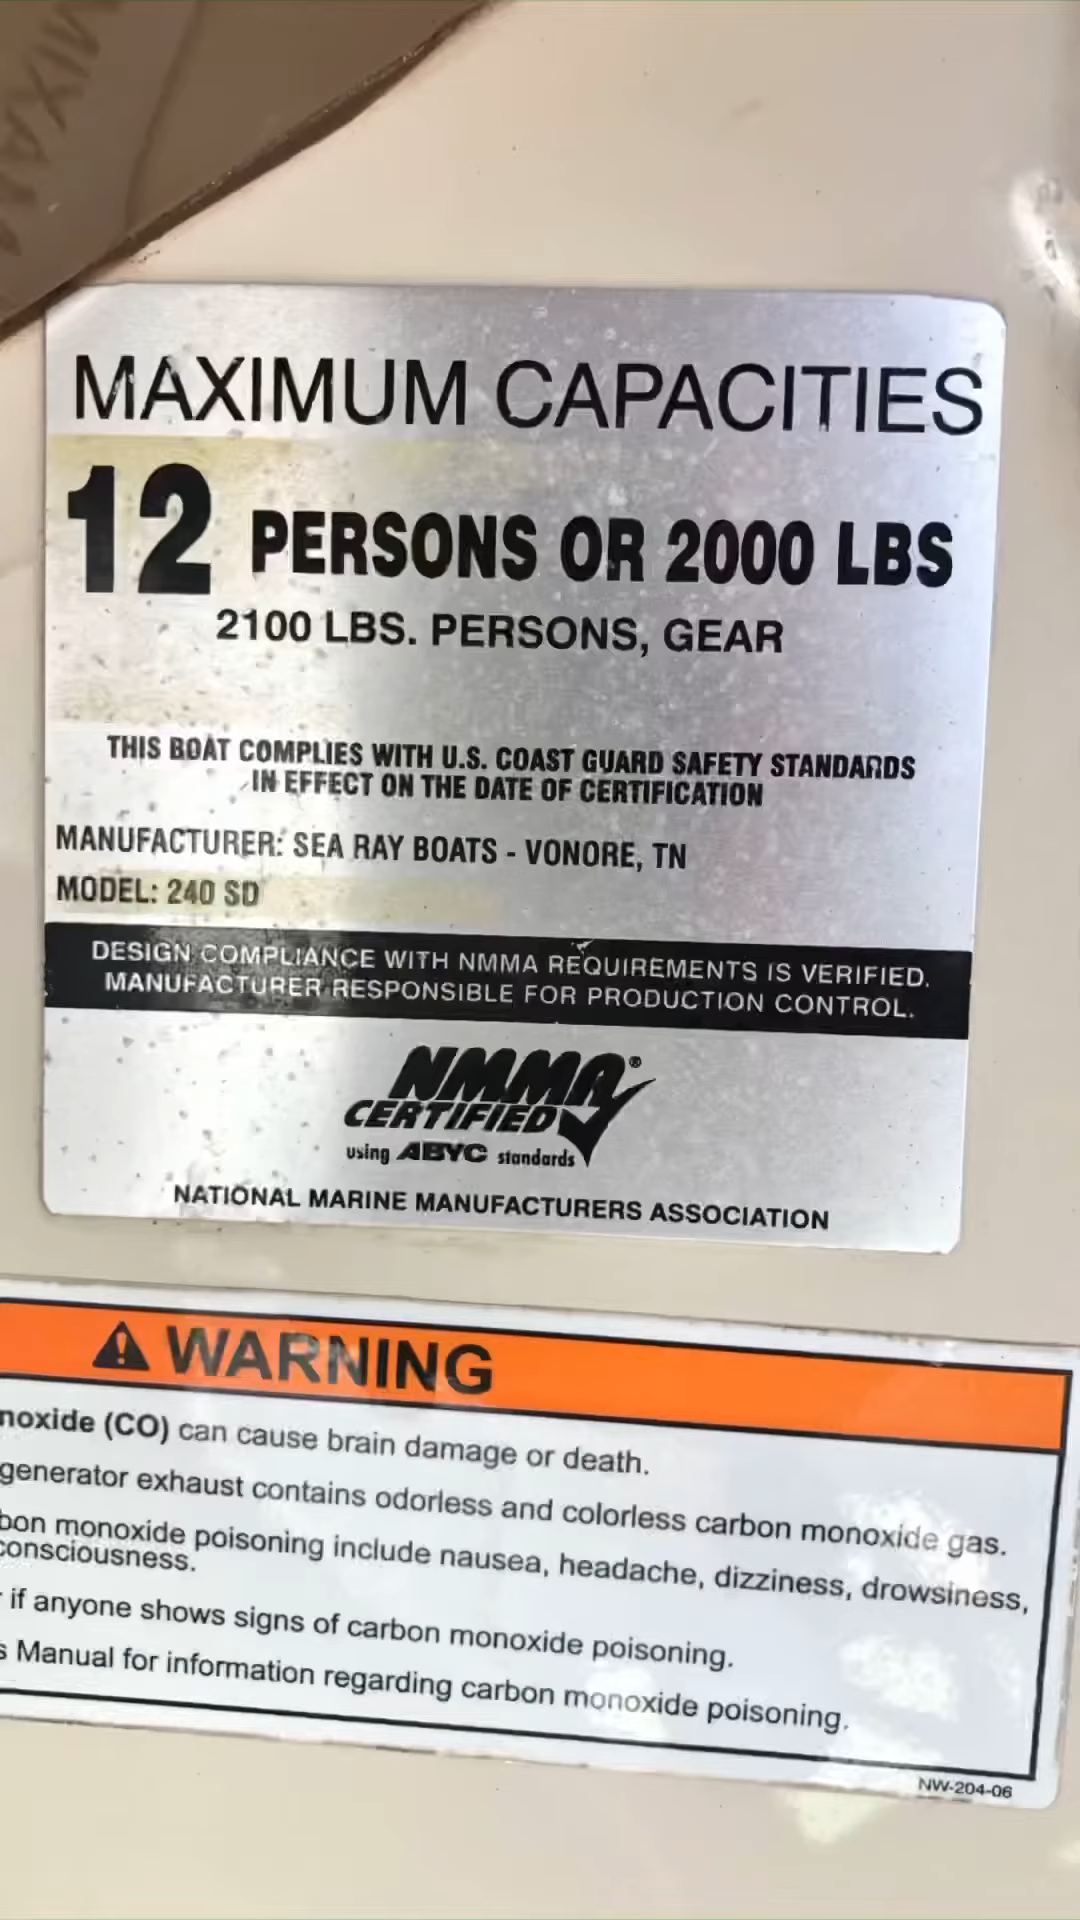 MAXIMUM CAPACITIES
12 PERSONS OR 2000 LBS
2100 LBS. PERSONS, GEAR
THIS BOAT COMPLIES WITH U.S. COAST GUARD SAFETY STANDARDS
IN EFFECT ON THE DATE OF CERTIFICATION
MANUFACTURER: SEA RAY BOATS - VONORE, TN
MODEL: 240 SD
DESIGN COMPLIANCE WITH NMMA REQUIREMENTS IS VERIFIED.
MANUFACTURER RESPONSIBLE FOR PRODUCTION CONTROL.
NMMA®
CERTIFIED
using ABYC standards
NATIONAL MARINE MANUFACTURERS ASSOCIATION
WARNING
noxide (CO) can cause brain damage or death.
generator exhaust contains odorless and colorless carbon monoxide gas.
bon monoxide poisoning include nausea, headache, dizziness, drowsiness,
consciousness.
if anyone shows signs of carbon monoxide poisoning.
s Manual for information regarding carbon monoxide poisoning.
NW-204-06